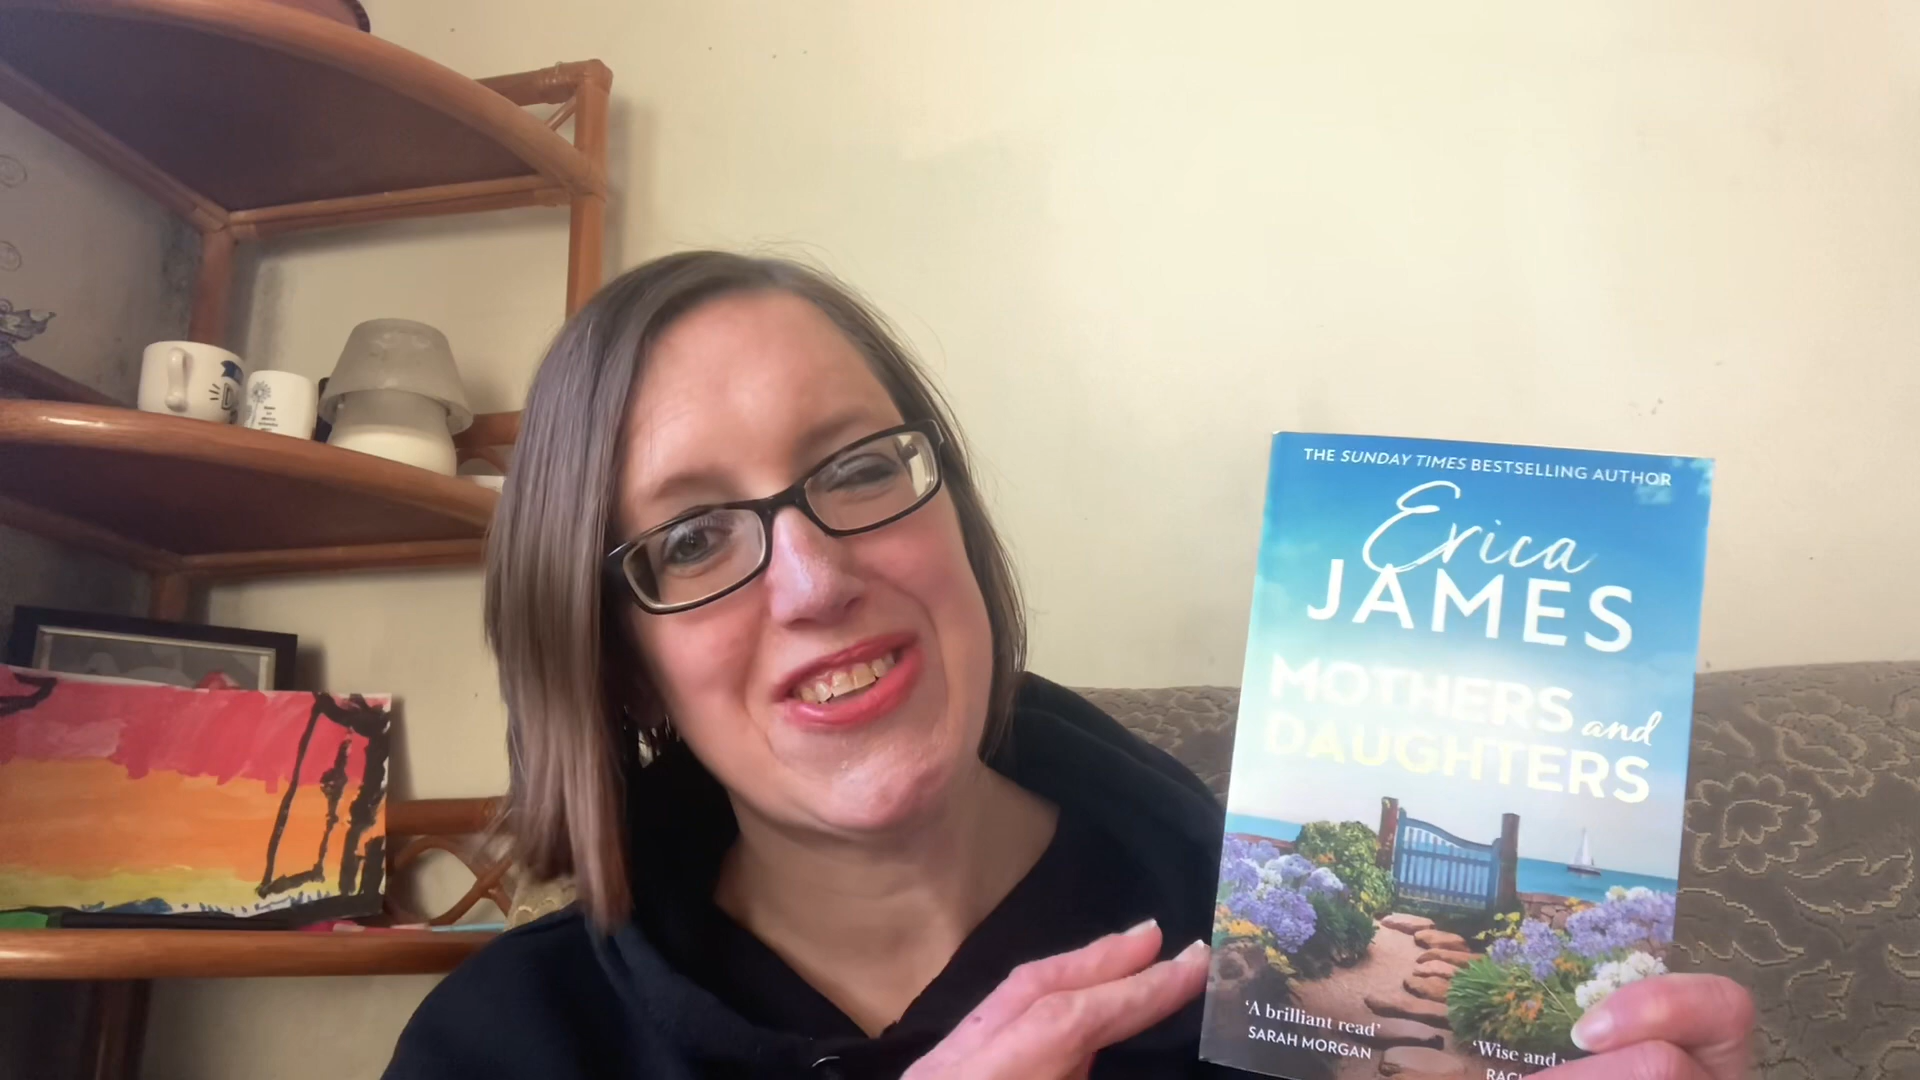 THE SUNDAY TIMES BESTSELLING AUTHOR
Erica
JAMES
MOTHERS and
DAUGHTERS
'A brilliant read'
SARAH MORGAN
'Wise and